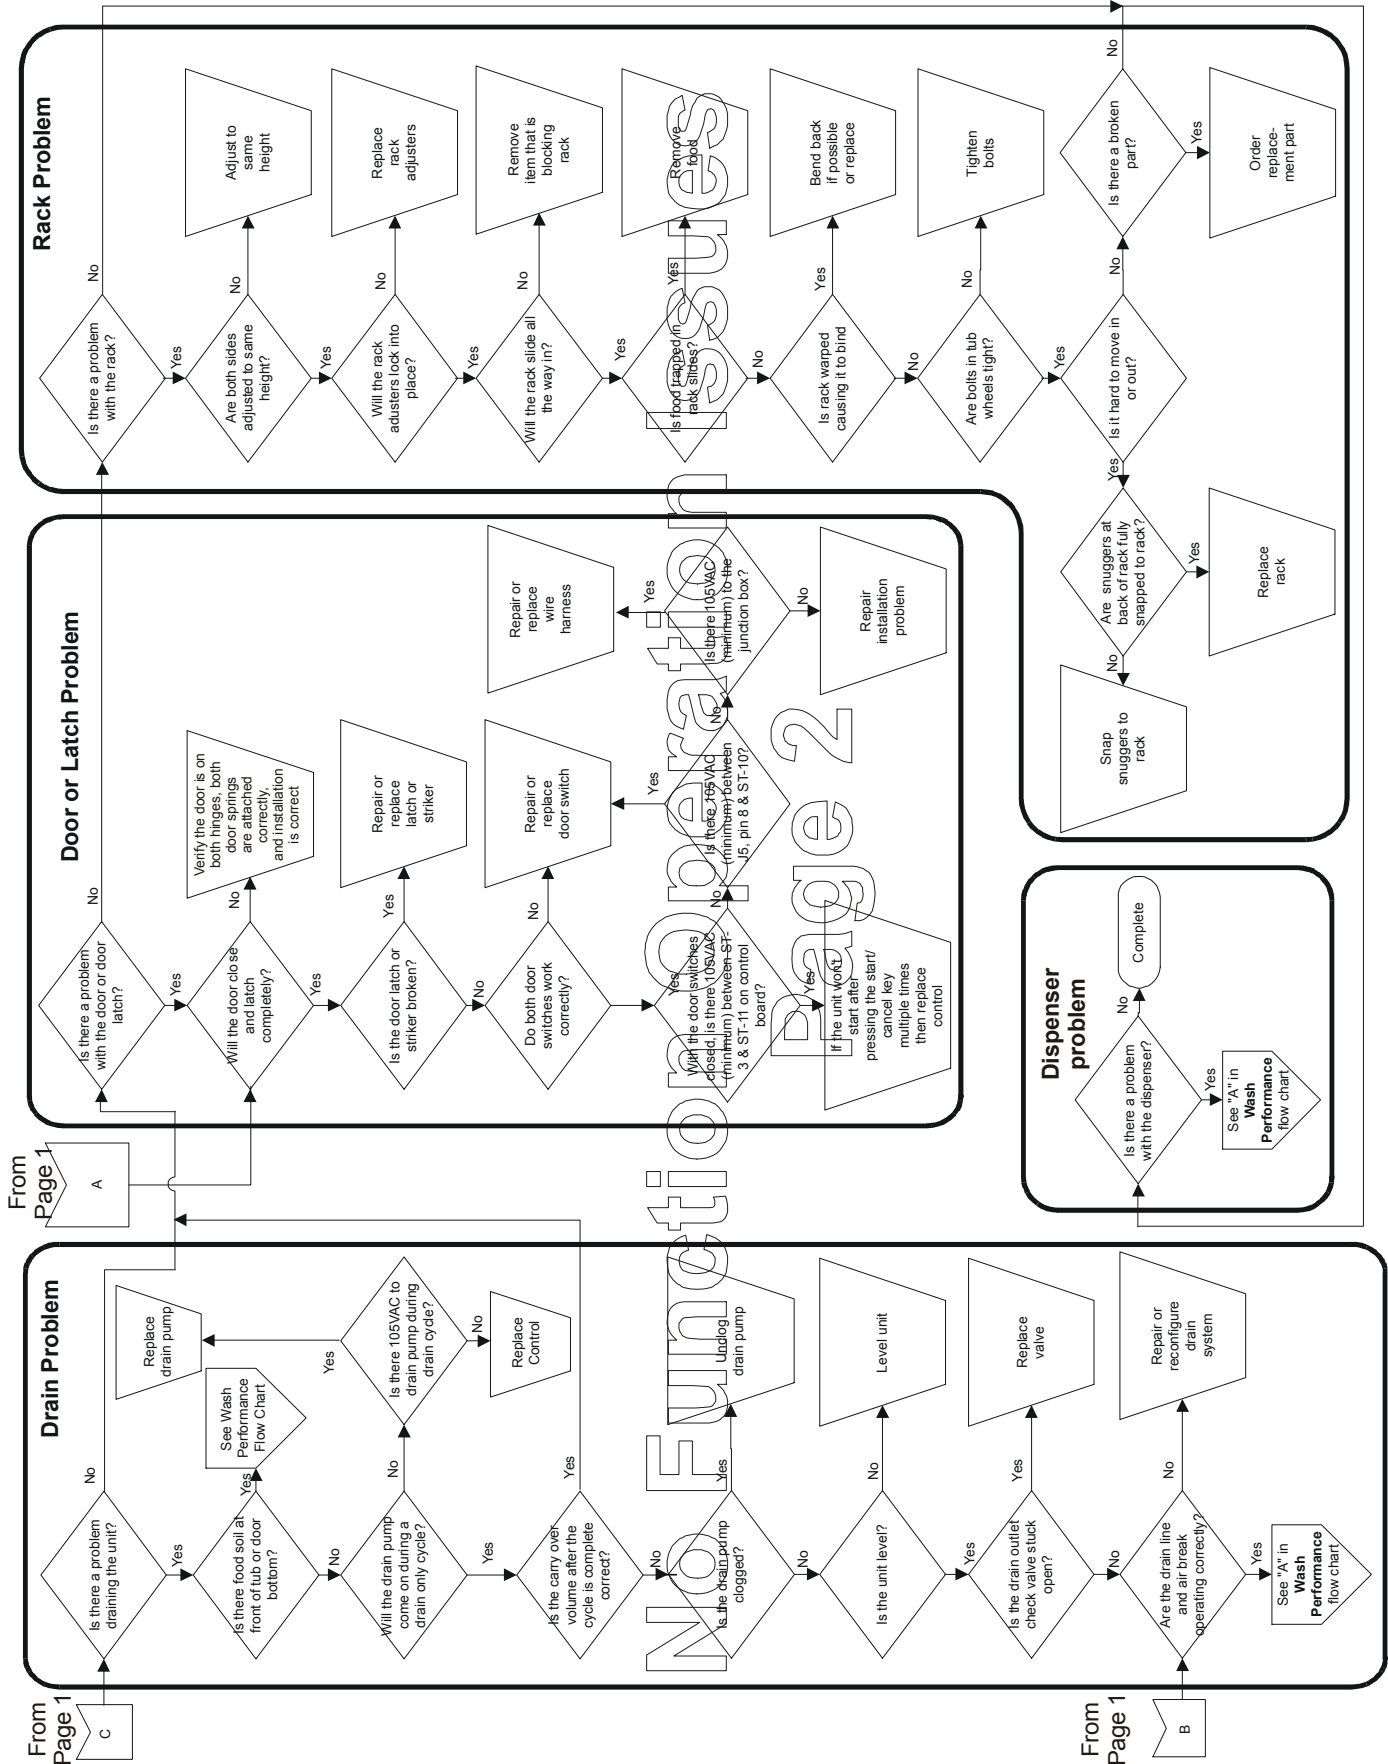 No Function Operation Issues
Page 2
From
Page 1
C
Drain Problem
Is there a problem
draining the unit?
No
Yes
Is there food soil at
front of tub or door
bottom?
Yes
See Wash
Performance
Flow Chart
No
Will the drain pump
come on during a
drain only cycle?
No
Is there 105VAC to
drain pump during
drain cycle?
Yes
Replace
drain pump
No
Replace
Control
Yes
Is the carry over
volume after the
cycle is complete
correct?
Yes
No
Is the drain pump
clogged?
Yes
Unclog
drain pump
No
Is the unit level?
No
Level unit
Yes
Is the drain outlet
check valve stuck
open?
Yes
Replace
valve
No
From
Page 1
B
Are the drain line
and air break
operating correctly?
No
Repair or
reconfigure
drain
system
Yes
See "A" in
Wash
Performance
flow chart
From
Page 1
A
Door or Latch Problem
Is there a problem
with the door or door
latch?
No
Yes
Will the door close
and latch
completely?
No
Verify the door is on
both hinges, both
door springs
are attached
correctly,
and installation
is correct
Yes
Is the door latch or
striker broken?
Yes
Repair or
replace
latch or
striker
No
Do both door
switches work
correctly?
No
Repair or
replace
door switch
Yes
With the door switches
closed, is there 105VAC
(minimum) between ST-
3 & ST-11 on control
board?
No
Is there 105VAC
(minimum) between
J5, pin 8 & ST-10?
Yes
No
Is there 105VAC
(minimum) to the
junction box?
Yes
Repair or
replace
wire
harness
No
Repair
installation
problem
Yes
If the unit won't
start after
pressing the start/
cancel key
multiple times
then replace
control
Dispenser
problem
Is there a problem
with the dispenser?
No
Complete
Yes
See "A" in
Wash
Performance
flow chart
Rack Problem
Is there a problem
with the rack?
No
Yes
Are both sides
adjusted to same
height?
No
Adjust to
same
height
Yes
Will the rack
adusters lock into
place?
No
Replace
rack
adjusters
Yes
Will the rack slide all
the way in?
No
Remove
item that is
blocking
rack
Yes
Is food trapped in
rack slides?
Yes
Remove
food
No
Is rack warped
causing it to bind
Yes
Bend back
if possible
or replace
No
Are bolts in tub
wheels tight?
No
Tighten
bolts
Yes
Is it hard to move in
or out?
No
Is there a broken
part?
No
Yes
Order
replace-
ment part
Yes
Are snuggers at
back of rack fully
snapped to rack?
No
Snap
snuggers to
rack
Yes
Replace
rack